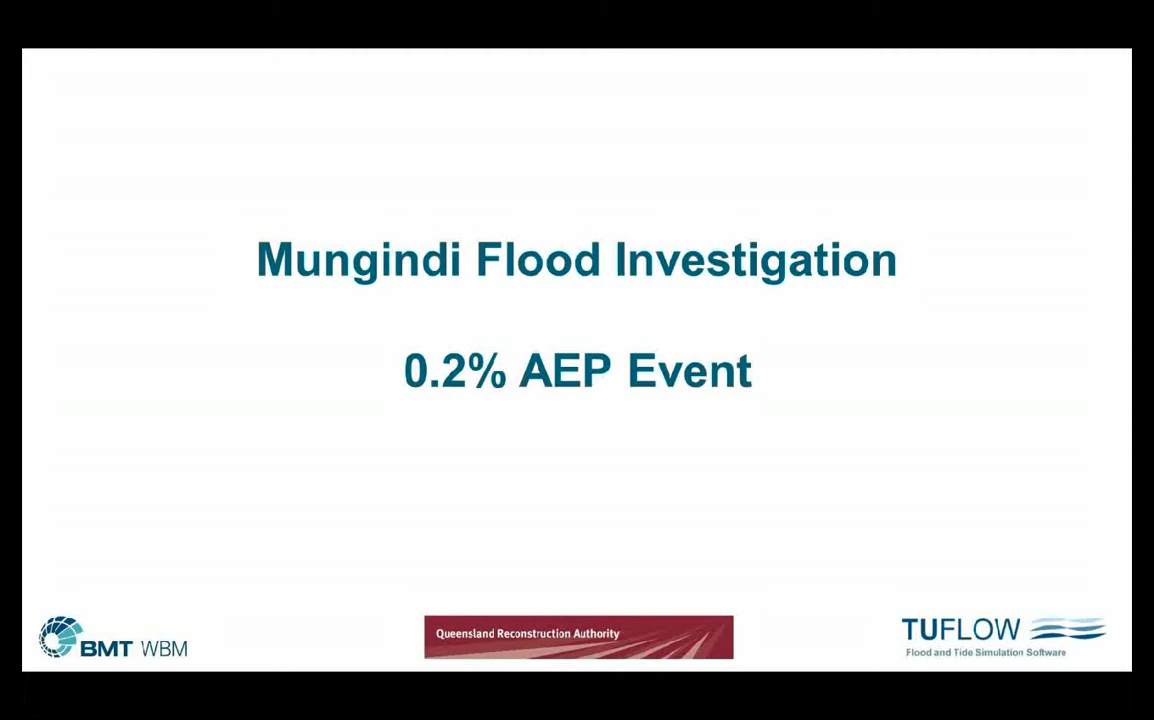 Mungindi Flood Investigation
0.2% AEP Event
BMT WBM
Queensland Reconstruction Authority
TUFLOW
Flood and Tide Simulation Software